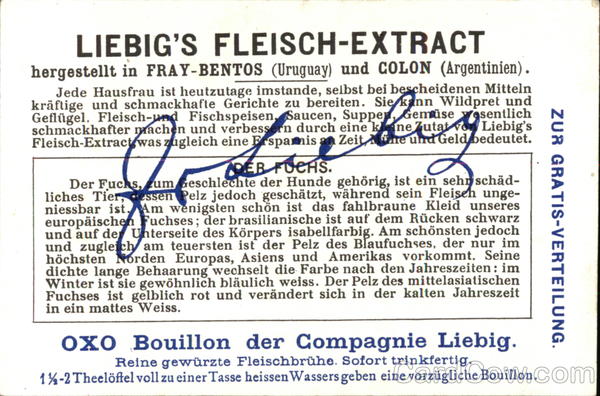 LIEBIG'S FLEISCH-EXTRACT
hergestellt in FRAY-BENTOS (Uruguay) und COLON (Argentinien).
Jede Hausfrau ist heutzutage imstande, selbst bei bescheidenen Mitteln
kräftige und schmackhafte Gerichte zu bereiten. Sie kann Wildpret und
Geflügel. Fleisch- und Fischspeisen, Saucen, Suppen, Gemüse wesentlich
schmackhafter machen und verbessern durch eine kleine Zutat von Liebig's
Fleisch-Extract, was zugleich eine Ersparnis an Zeit, Mühe und Geld bedeutet.
J v Liebig
DER FUCHS.
Der Fuchs, zum Geschlechte der Hunde gehörig, ist ein sehr schäd-
liches Tier, dessen Pelz jedoch geschätzt, während sein Fleisch unge-
niessbar ist. Am wenigsten schön ist das fahlbraune Kleid unseres
europäischen Fuchses; der brasilianische ist auf dem Rücken schwarz
und auf der Unterseite des Körpers isabellfarbig. Am schönsten jedoch
und zugleich am teuersten ist der Pelz des Blaufuchses, der nur im
höchsten Norden Europas, Asiens und Amerikas vorkommt. Seine
dichte lange Behaarung wechselt die Farbe nach den Jahreszeiten: im
Winter ist sie gewöhnlich bläulich weiss. Der Pelz des mittelasiatischen
Fuchses ist gelblich rot und verändert sich in der kalten Jahreszeit
in ein mattes Weiss.
ZUR GRATIS-VERTEILUNG.
OXO Bouillon der Compagnie Liebig.
Reine gewürzte Fleischbrühe. Sofort trinkfertig.
1½-2 Theelöffel voll zu einer Tasse heissen Wassers geben eine vorzügliche Bouillon.
CardCow.com